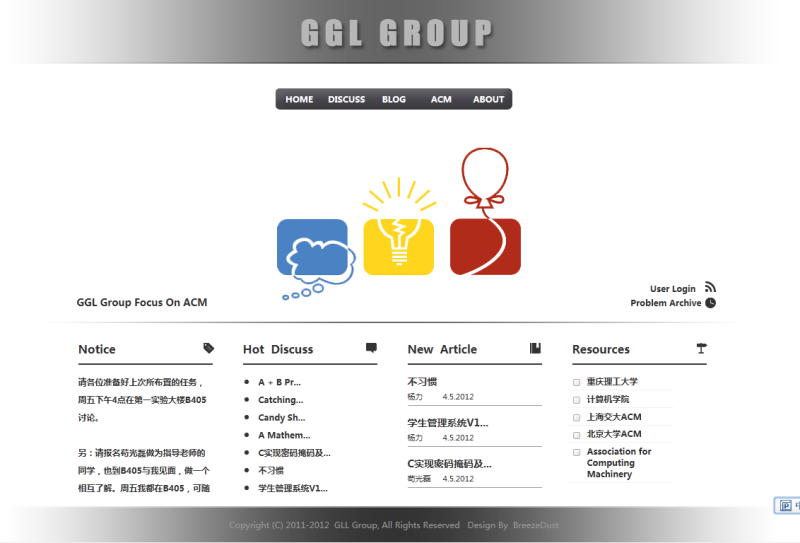 GGL GROUP
HOME DISCUSS BLOG ACM ABOUT
User Login
GGL Group Focus On ACM
Problem Archive
Notice
请各位准备好上次所布置的任务，
周五下午4点在第一实验大楼B405
讨论。
另：请报名苟光磊做为指导老师的
同学，也到B405与我见面，做一个
相互了解。周五我都在B405，可随
Hot Discuss
A + B Pr...
Catching...
Candy Sh...
A Mathem...
C实现密码掩码及...
不习惯
学生管理系统V1...
New Article
不习惯
杨力 4.5.2012
学生管理系统V1...
杨力 4.5.2012
C实现密码掩码及...
苟光磊 4.5.2012
Resources
重庆理工大学
计算机学院
上海交大ACM
北京大学ACM
Association for
Computing
Machinery
Copyright (C) 2011-2012 GLL Group, All Rights Reserved Design By BreezeDust